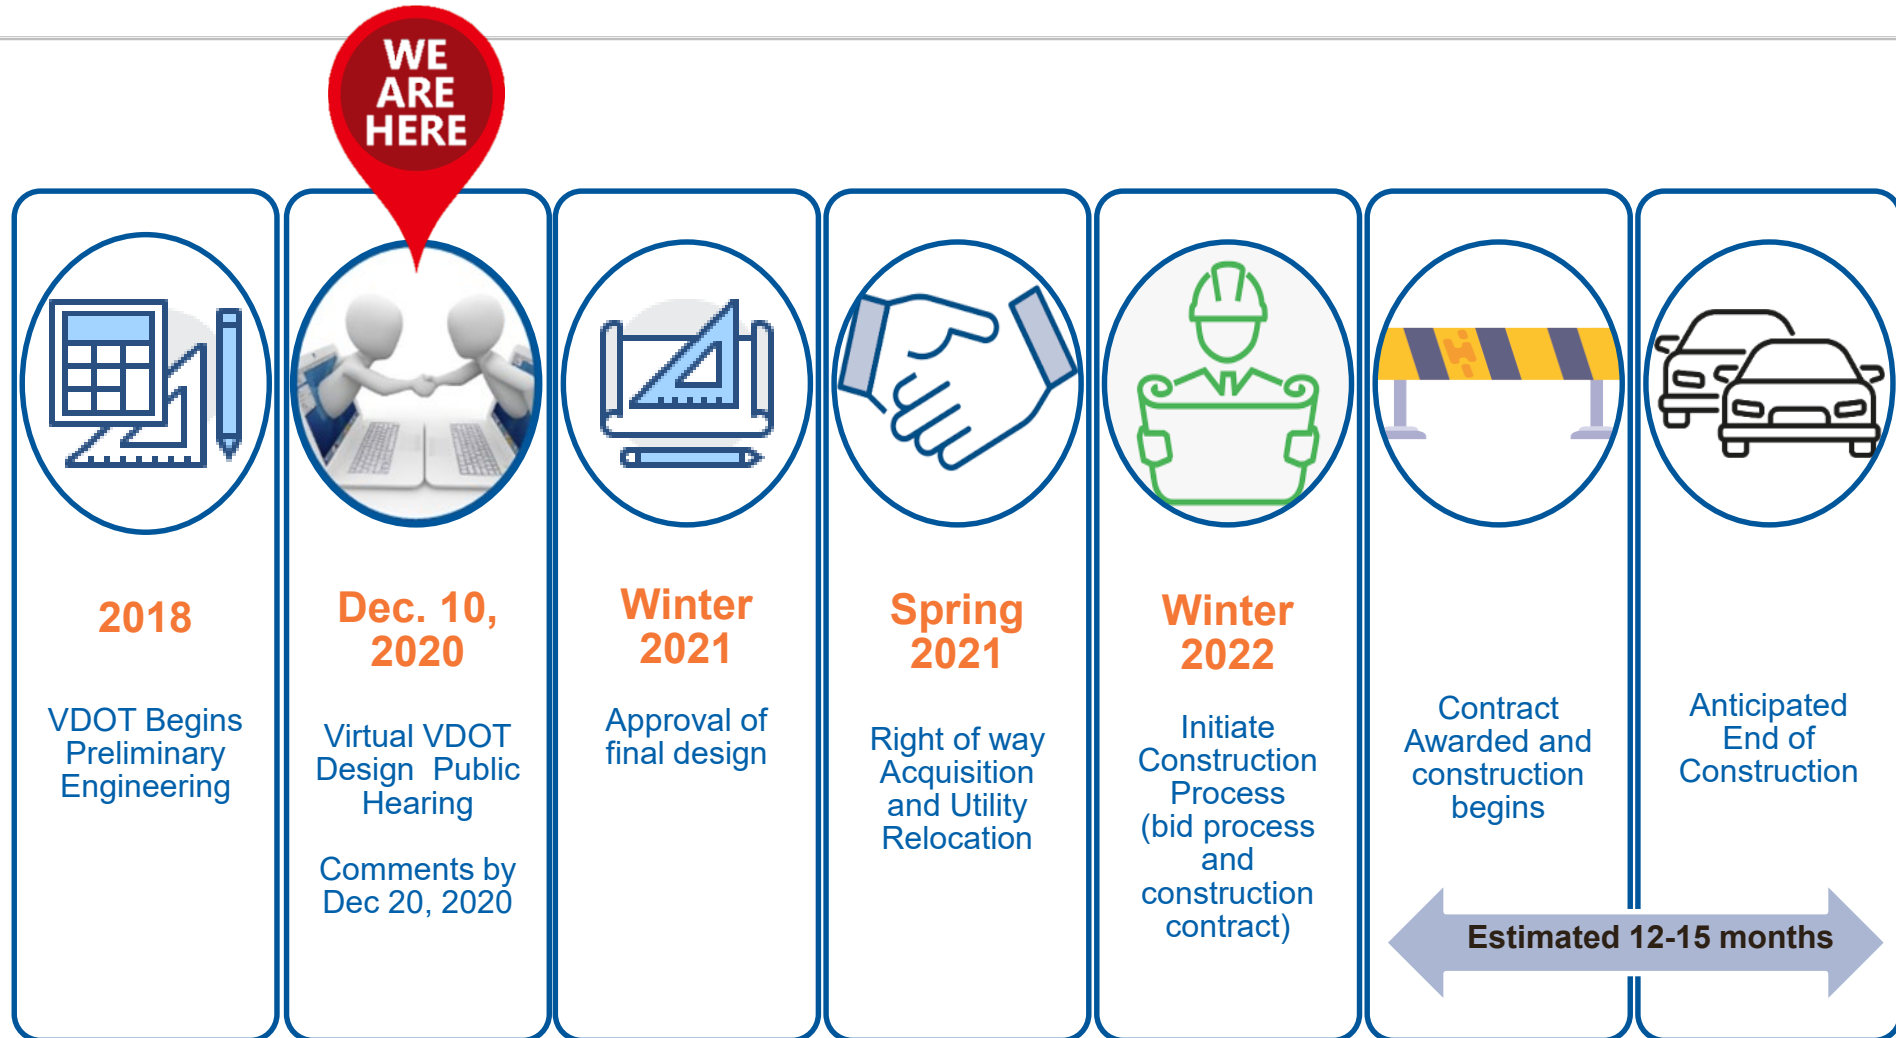 WE
ARE
HERE
2018
VDOT Begins
Preliminary
Engineering
Dec. 10,
2020
Virtual VDOT
Design  Public
Hearing
Comments by
Dec 20, 2020
Winter
2021
Approval of
final design
Spring
2021
Right of way
Acquisition
and Utility
Relocation
Winter
2022
Initiate
Construction
Process
(bid process
and
construction
contract)
Contract
Awarded and
construction
begins
Anticipated
End of
Construction
Estimated 12-15 months